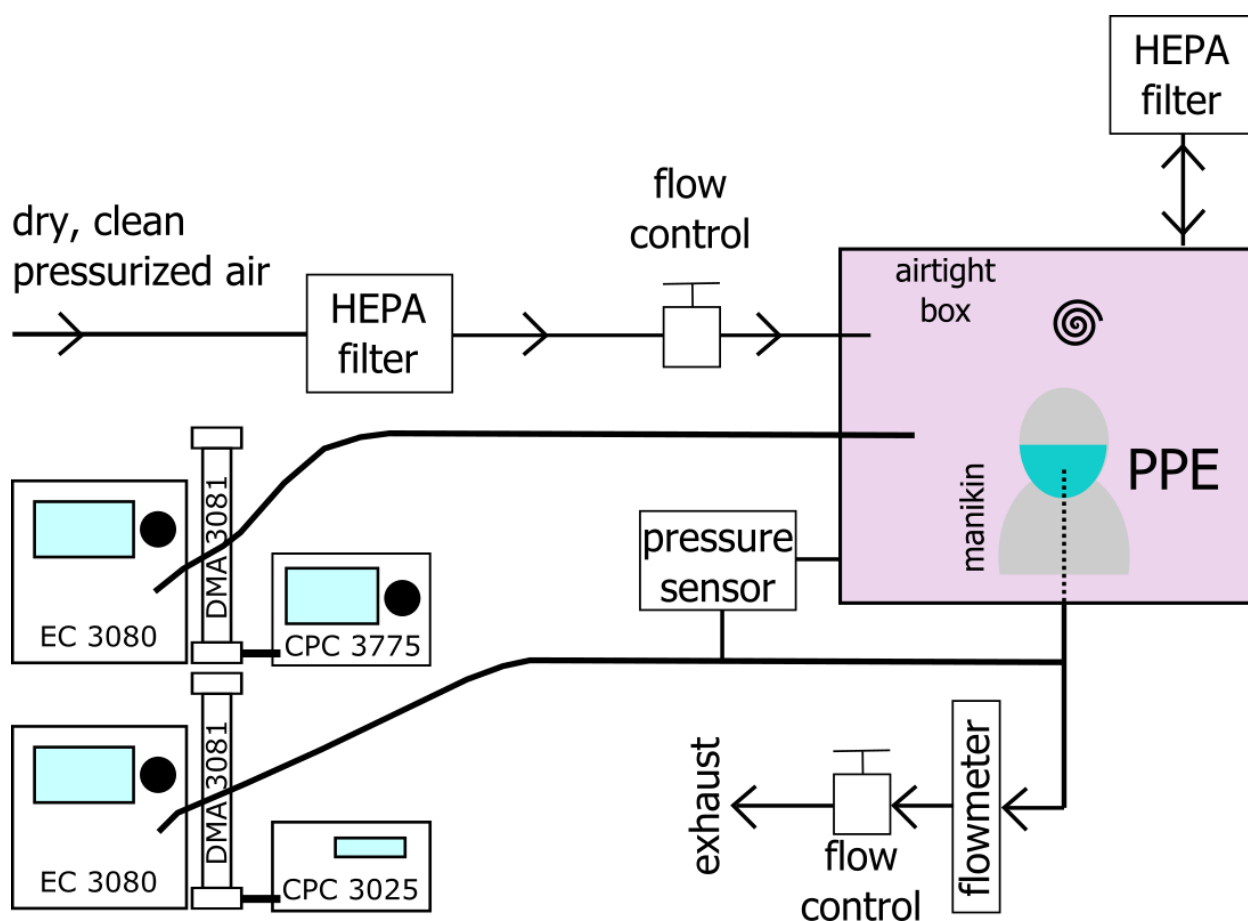 HEPA
filter
dry, clean
pressurized air
flow
control
HEPA
filter
airtight
box
manikin
PPE
pressure
sensor
DMA 3081
EC 3080
CPC 3775
DMA 3081
EC 3080
CPC 3025
exhaust
flow
control
flowmeter